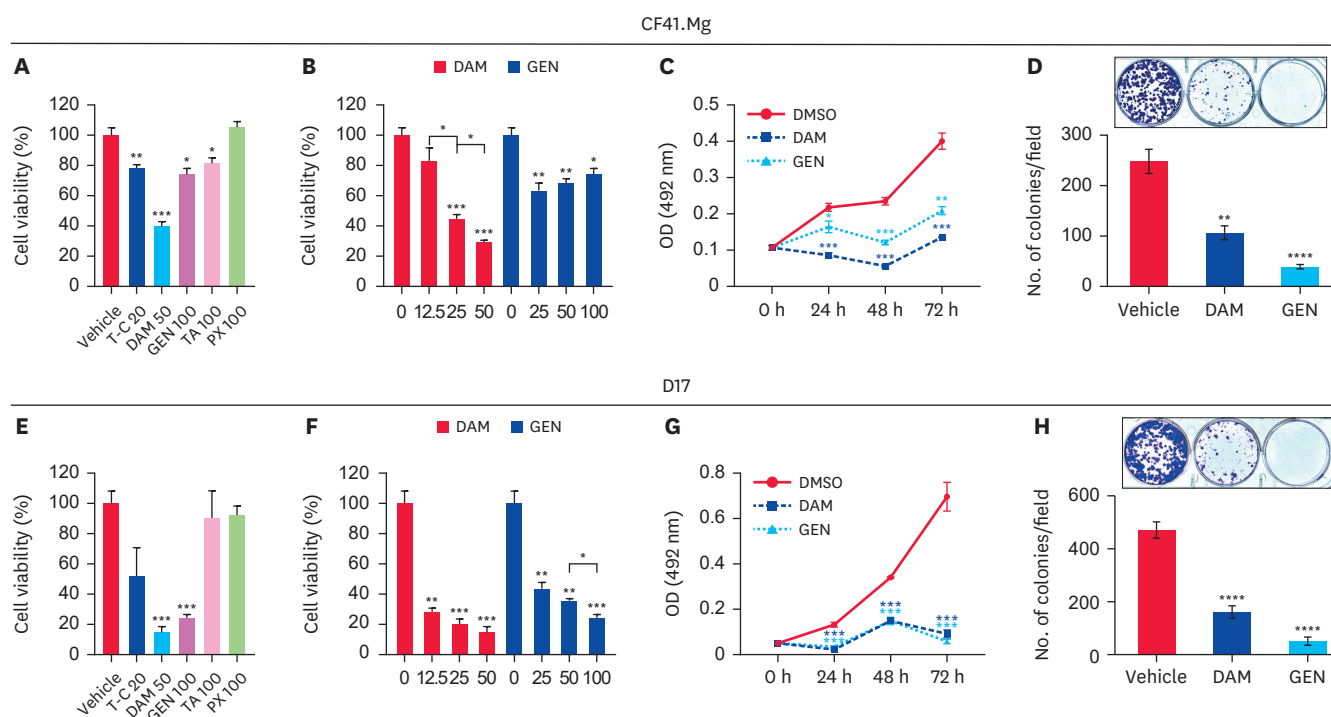 CF41.Mg
A
Cell viability (%)
120
100
80
60
40
20
0
**
***
*
*
Vehicle
T-C 20
DAM 50
GEN 100
TA 100
PX 100
B
DAM GEN
Cell viability (%)
120
100
80
60
40
20
0
* *
***
***
** ** *
0 12.5 25 50 0 25 50 100
C
OD (492 nm)
0.5
0.4
0.3
0.2
0.1
0
DMSO
DAM
GEN
* *** **
*** *** ***
0 h 24 h 48 h 72 h
D
No. of colonies/field
300
200
100
0
**
****
Vehicle DAM GEN
D17
E
Cell viability (%)
120
100
80
60
40
20
0
***
***
Vehicle
T-C 20
DAM 50
GEN 100
TA 100
PX 100
F
DAM GEN
Cell viability (%)
120
100
80
60
40
20
0
** *** ***
*
** ** ***
0 12.5 25 50 0 25 50 100
G
OD (492 nm)
0.8
0.6
0.4
0.2
0
DMSO
DAM
GEN
*** *** ***
*** *** ***
0 h 24 h 48 h 72 h
H
No. of colonies/field
600
400
200
0
****
****
Vehicle DAM GEN